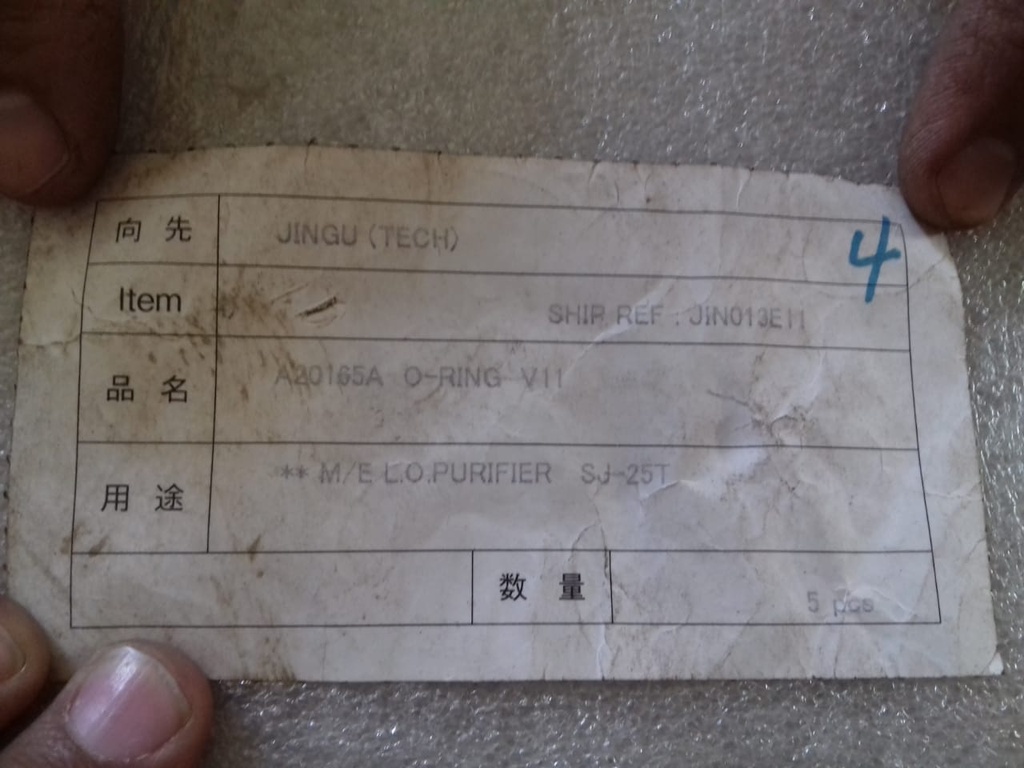 向先 JINGU (TECH) 4
Item SHIP REF : JIN013E11
品名 A20165A O-RING V11
用途 ** M/E L.O.PURIFIER SJ-25T
数量 5 pcs